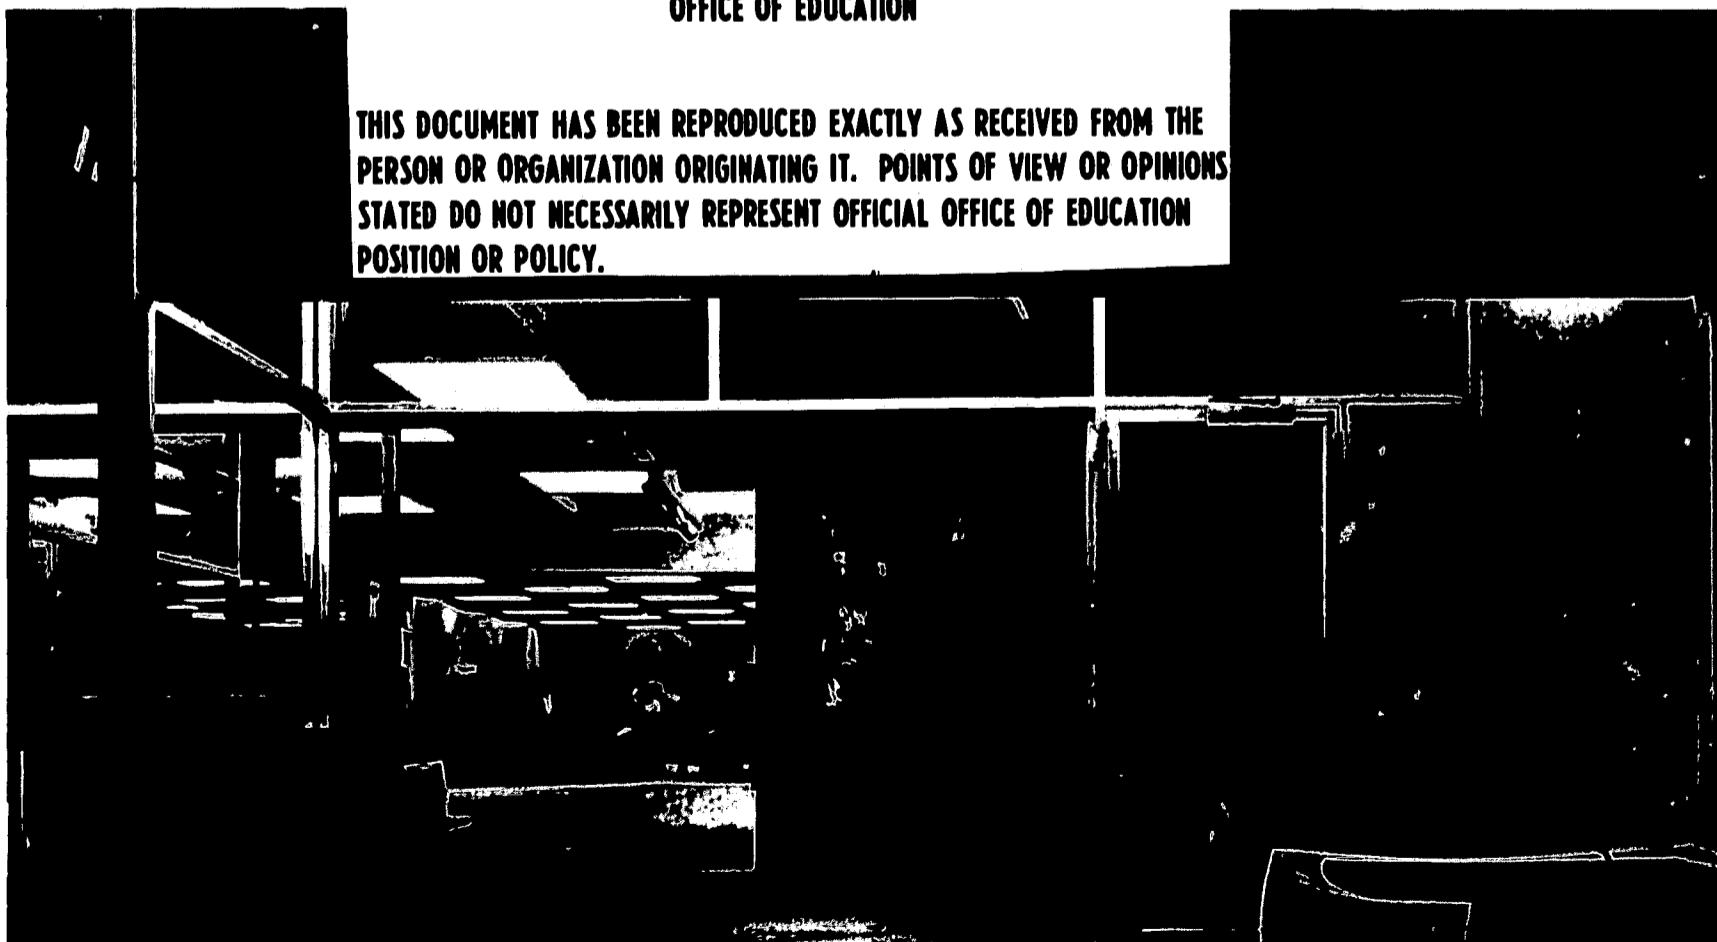 OFFICE OF EDUCATION
THIS DOCUMENT HAS BEEN REPRODUCED EXACTLY AS RECEIVED FROM THE
PERSON OR ORGANIZATION ORIGINATING IT. POINTS OF VIEW OR OPINIONS
STATED DO NOT NECESSARILY REPRESENT OFFICIAL OFFICE OF EDUCATION
POSITION OR POLICY.